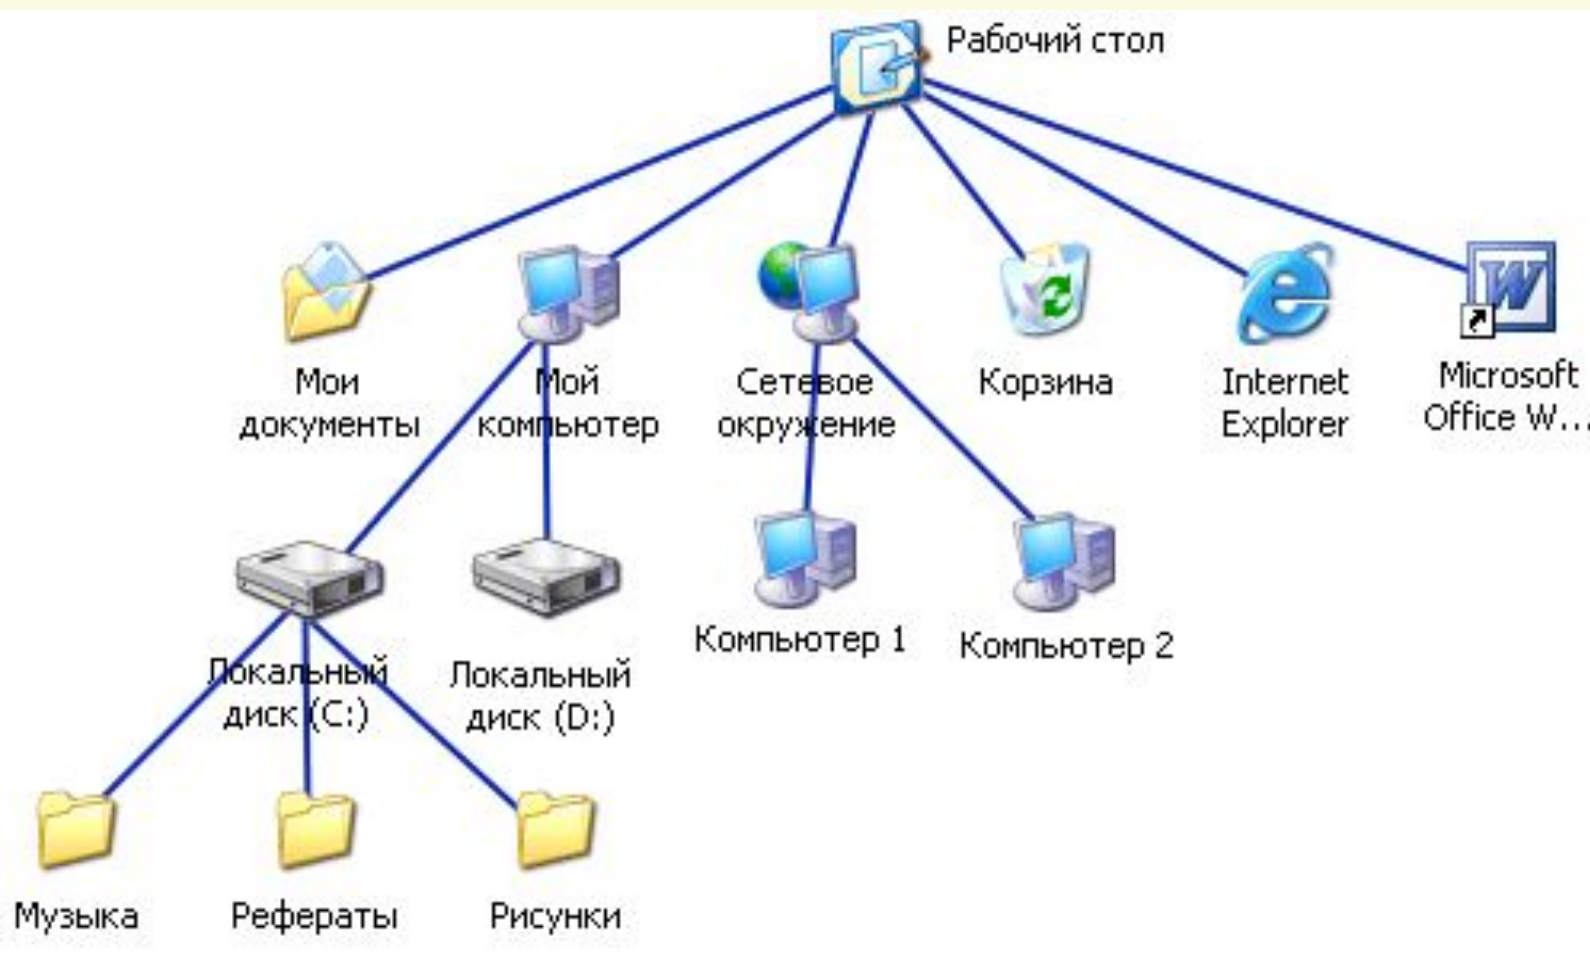 Рабочий стол
Мои
документы
Мой
компьютер
Сетевое
окружение
Корзина
Internet
Explorer
Microsoft
Office W...
Локальный
диск (C:)
Локальный
диск (D:)
Компьютер 1
Компьютер 2
Музыка
Рефераты
Рисунки